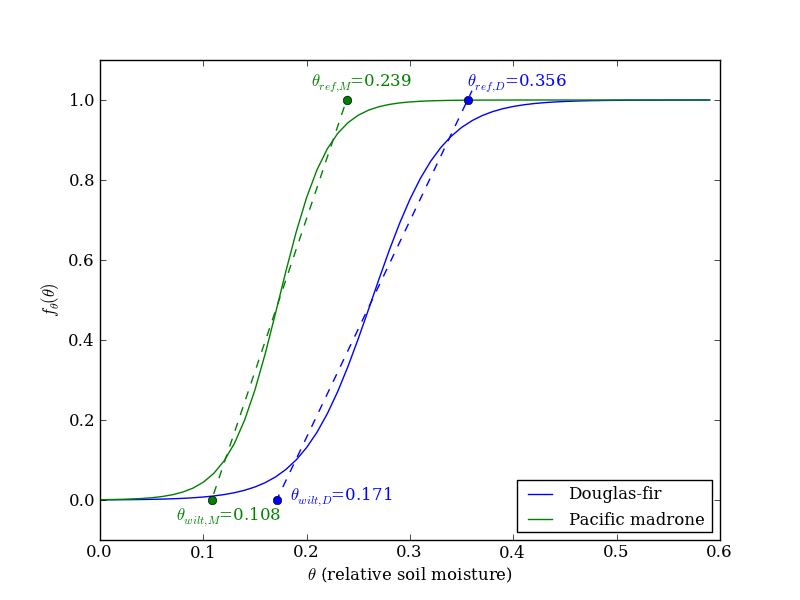 θref,M=0.239
θref,D=0.356
1.0
0.8
0.6
0.4
0.2
0.0
fθ(θ)
θwilt,D=0.171
θwilt,M=0.108
Douglas-fir
Pacific madrone
0.0 0.1 0.2 0.3 0.4 0.5 0.6
θ (relative soil moisture)